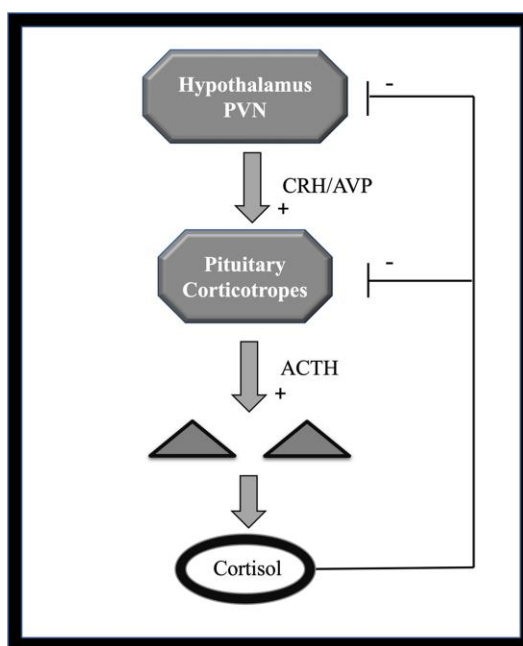 Hypothalamus
PVN
-
CRH/AVP
+
Pituitary
Corticotropes
-
ACTH
+
Cortisol